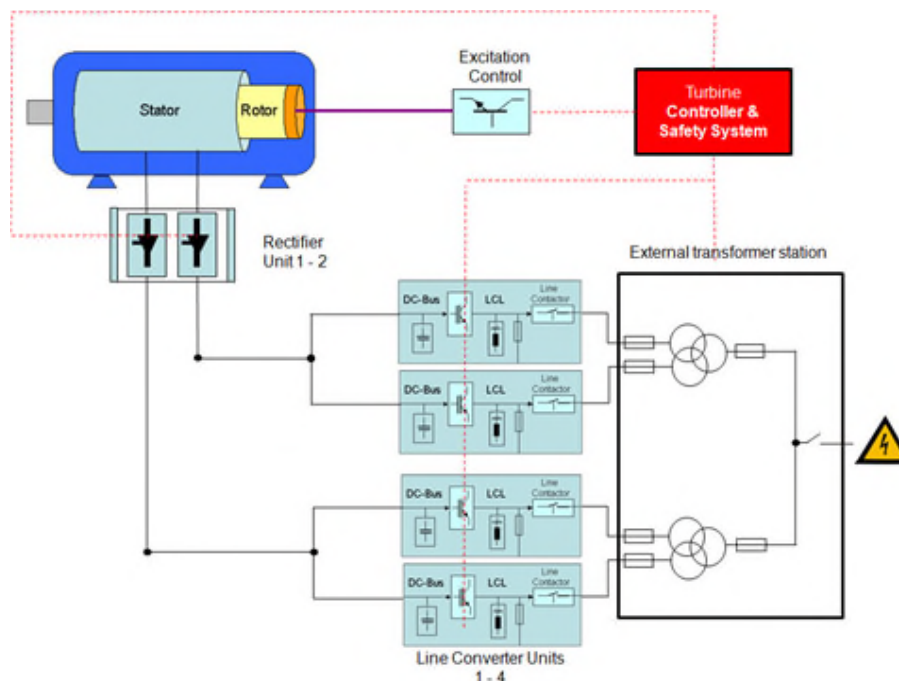 Excitation
Control
Turbine
Controller &
Safety System
Stator
Rotor
Rectifier
Unit 1 - 2
External transformer station
DC-Bus
LCL
Line
Contactor
DC-Bus
LCL
Line
Contactor
DC-Bus
LCL
Line
Contactor
DC-Bus
LCL
Line
Contactor
Line Converter Units
1 - 4